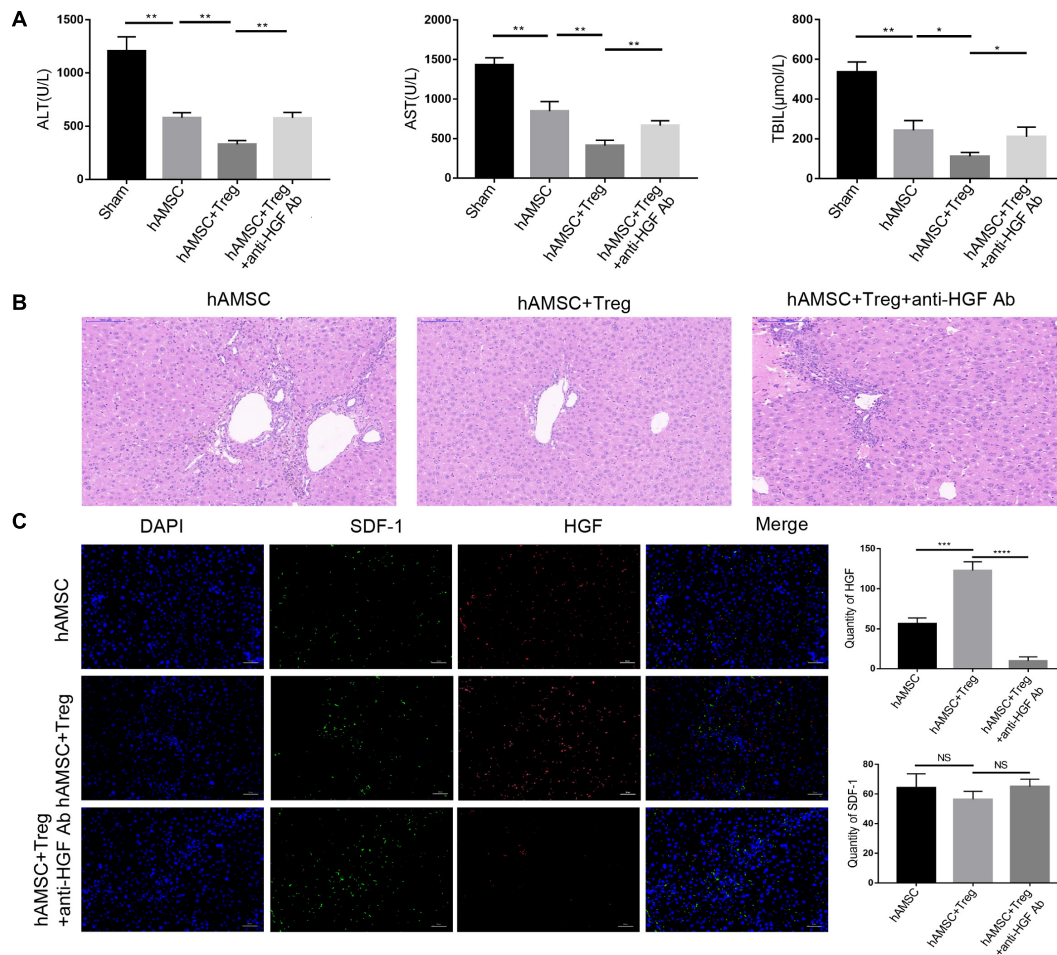 A
ALT(U/L)
1500
1000
500
0
**
**
**
Sham
hAMSC
hAMSC+Treg
hAMSC+Treg
+anti-HGF Ab
AST(U/L)
2000
1500
1000
500
0
**
**
**
Sham
hAMSC
hAMSC+Treg
hAMSC+Treg
+anti-HGF Ab
TBIL(μmol/L)
800
600
400
200
0
**
*
*
Sham
hAMSC
hAMSC+Treg
hAMSC+Treg
+anti-HGF Ab
B
hAMSC
hAMSC+Treg
hAMSC+Treg+anti-HGF Ab
C
DAPI
SDF-1
HGF
Merge
hAMSC
hAMSC+Treg
hAMSC+Treg
+anti-HGF Ab
Quantity of HGF
150
100
50
0
***
****
hAMSC
hAMSC+Treg
hAMSC+Treg
+anti-HGF Ab
Quantity of SDF-1
80
60
40
20
0
NS
NS
hAMSC
hAMSC+Treg
hAMSC+Treg
+anti-HGF Ab